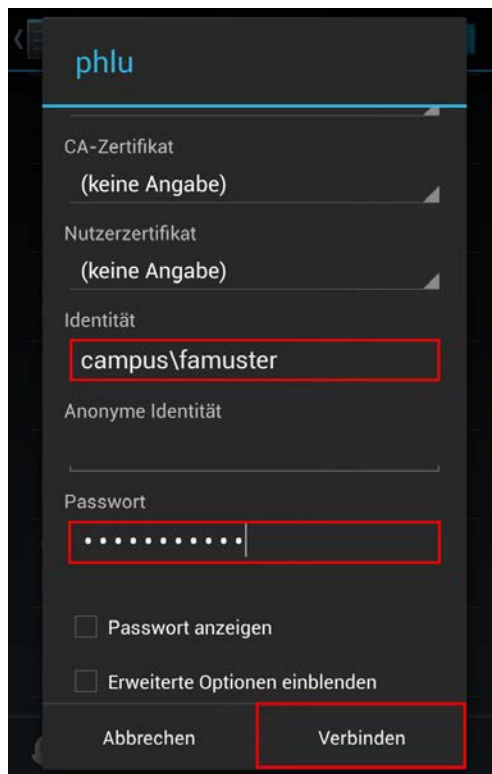 phlu
CA-Zertifikat
(keine Angabe)
Nutzerzertifikat
(keine Angabe)
Identität
campus\famuster
Anonyme Identität
Passwort
•••••••••••
Passwort anzeigen
Erweiterte Optionen einblenden
Abbrechen Verbinden